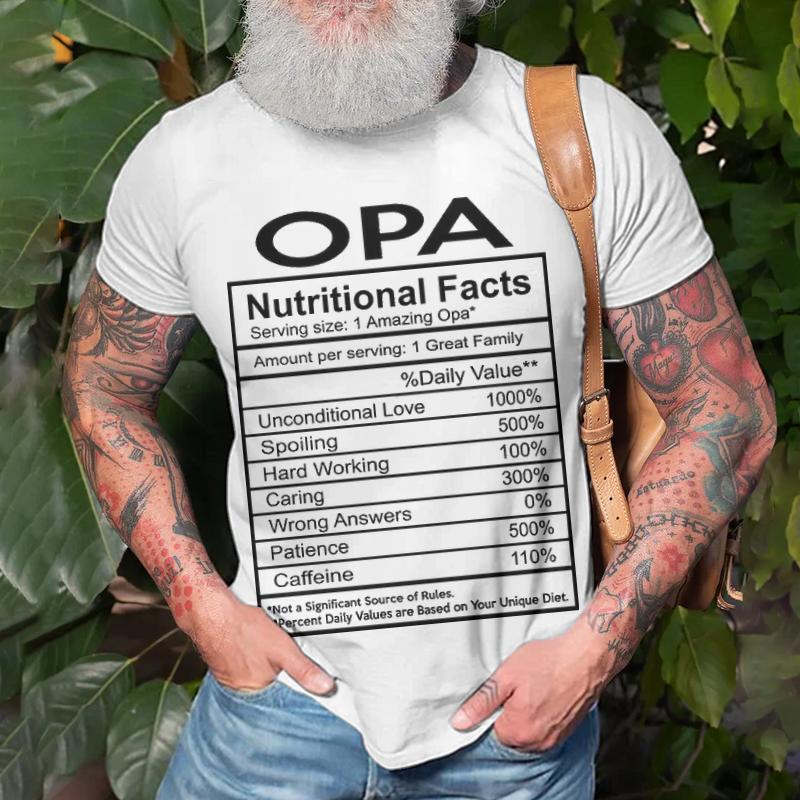 OPA
Nutritional Facts
Serving size: 1 Amazing Opa*
Amount per serving: 1 Great Family
%Daily Value**
Unconditional Love 1000%
Spoiling 500%
Hard Working 100%
Caring 300%
Wrong Answers 0%
Patience 500%
Caffeine 110%
*Not a Significant Source of Rules.
*Percent Daily Values are Based on Your Unique Diet.
Estuardo